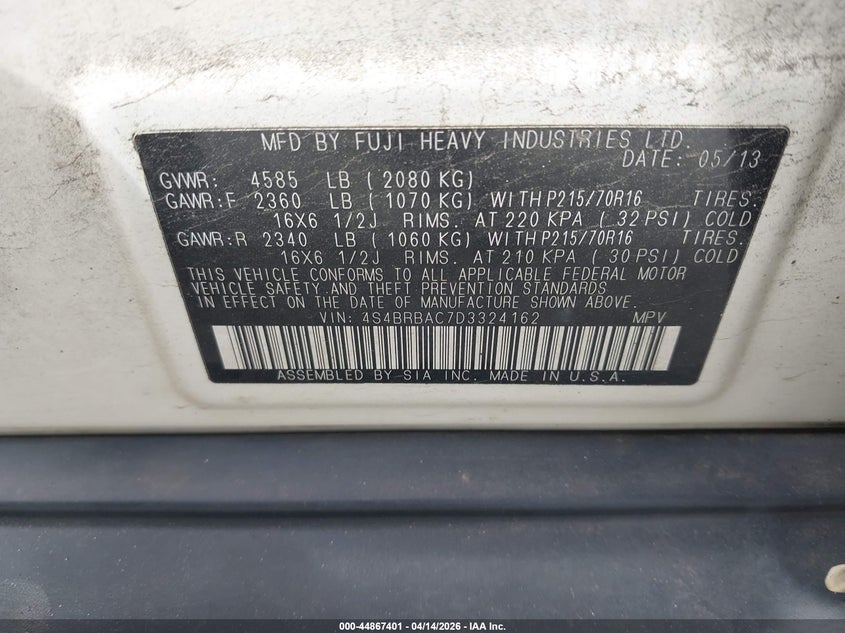 MFD BY FUJI HEAVY INDUSTRIES LTD.
DATE: 05/13
GVWR: 4585 LB ( 2080 KG)
GAWR:F 2360 LB ( 1070 KG) WITH P215/70R16 TIRES.
16X6 1/2J RIMS. AT 220 KPA ( 32 PSI) COLD
GAWR:R 2340 LB ( 1060 KG) WITH P215/70R16 TIRES.
16X6 1/2J RIMS. AT 210 KPA ( 30 PSI) COLD
THIS VEHICLE CONFORMS TO ALL APPLICABLE FEDERAL MOTOR
VEHICLE SAFETY AND THEFT PREVENTION STANDARDS
IN EFFECT ON THE DATE OF MANUFACTURE SHOWN ABOVE.
VIN: 4S4BRBAC7D3324162 MPV
ASSEMBLED BY SIA INC. MADE IN U.S.A.
000-44867401 - 04/14/2026 - IAA Inc.